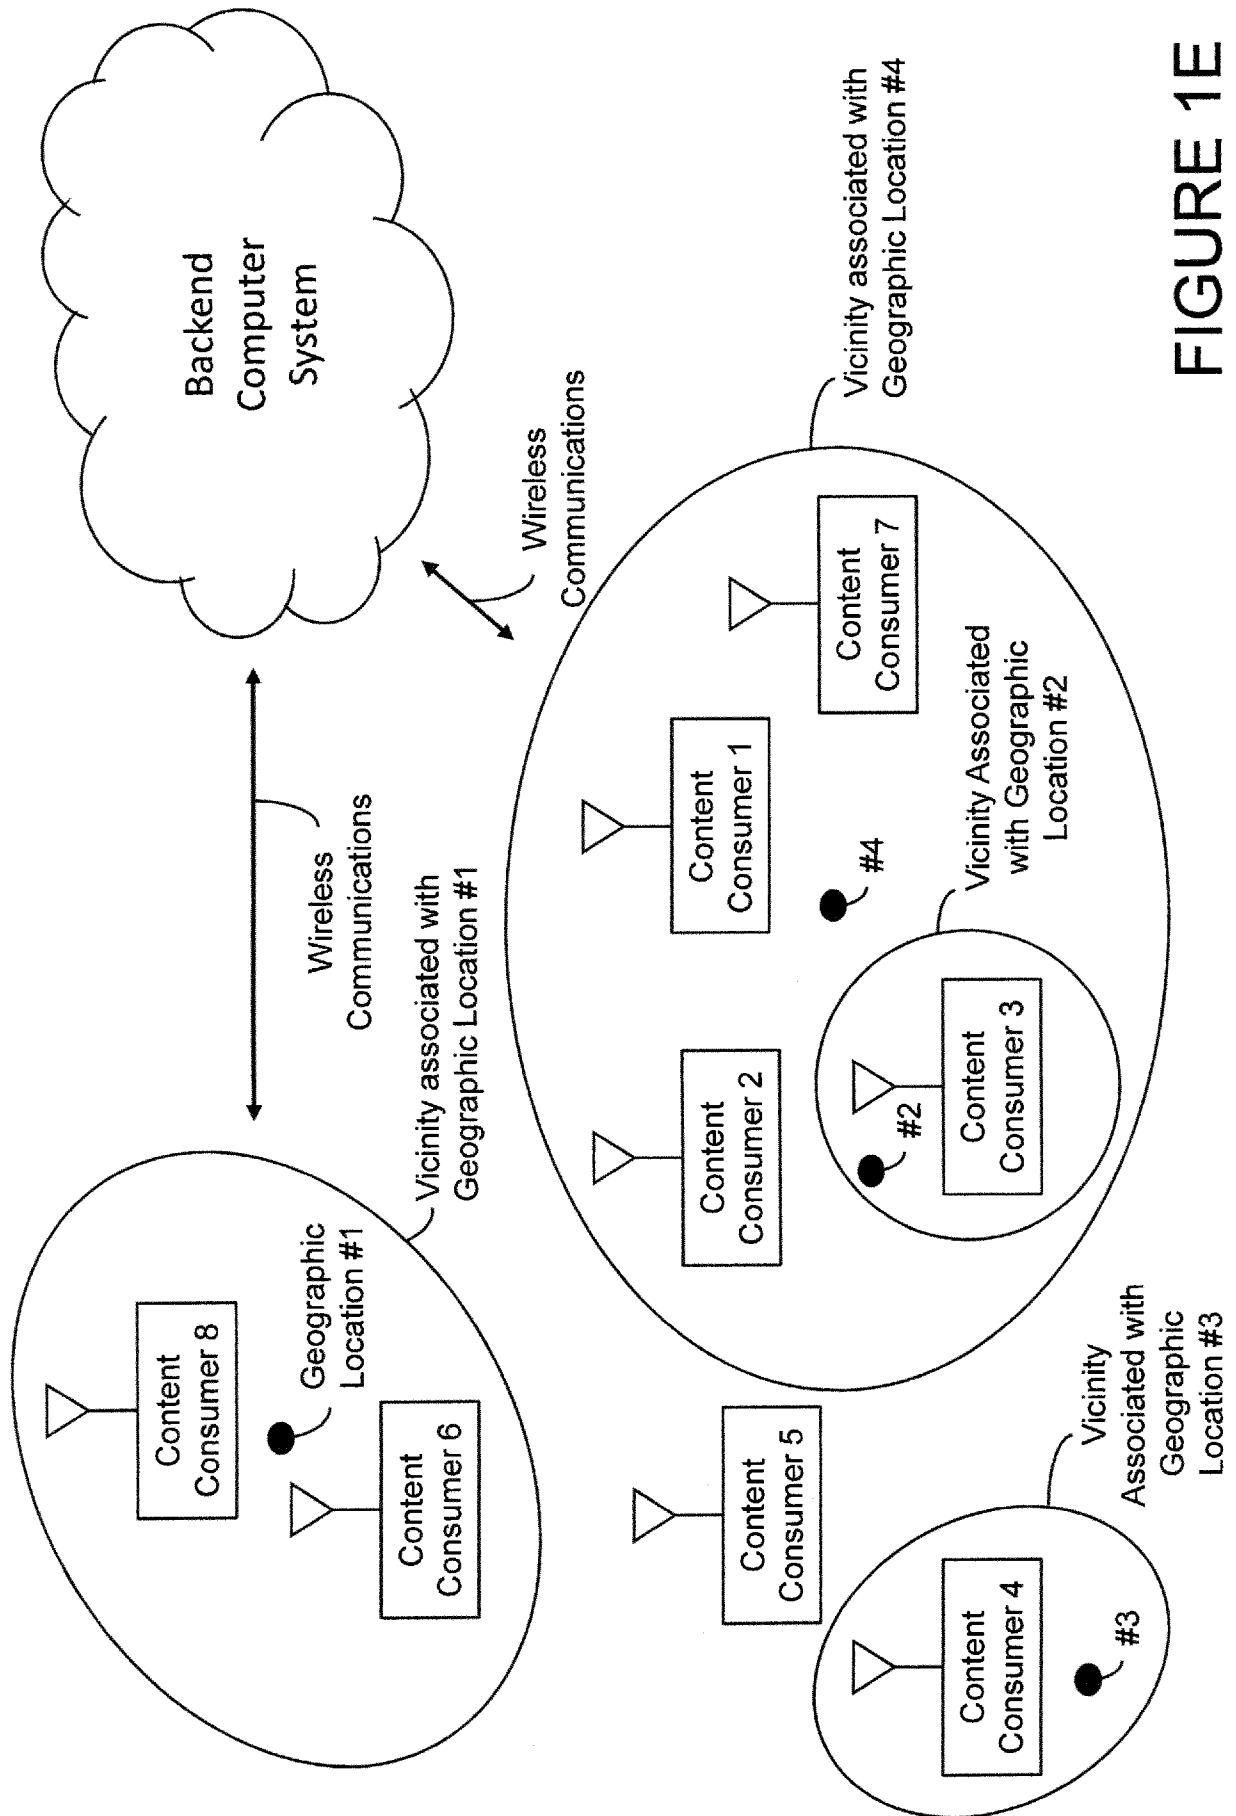 Backend
Computer
System
Wireless
Communications
Wireless
Communications
Vicinity associated with
Geographic Location #1
Content
Consumer 8
Geographic
Location #1
Content
Consumer 6
Vicinity associated with
Geographic Location #4
Content
Consumer 7
Content
Consumer 1
Content
Consumer 2
#4
Vicinity Associated
with Geographic
Location #2
#2
Content
Consumer 3
Content
Consumer 5
Vicinity
Associated with
Geographic
Location #3
Content
Consumer 4
#3
FIGURE 1E